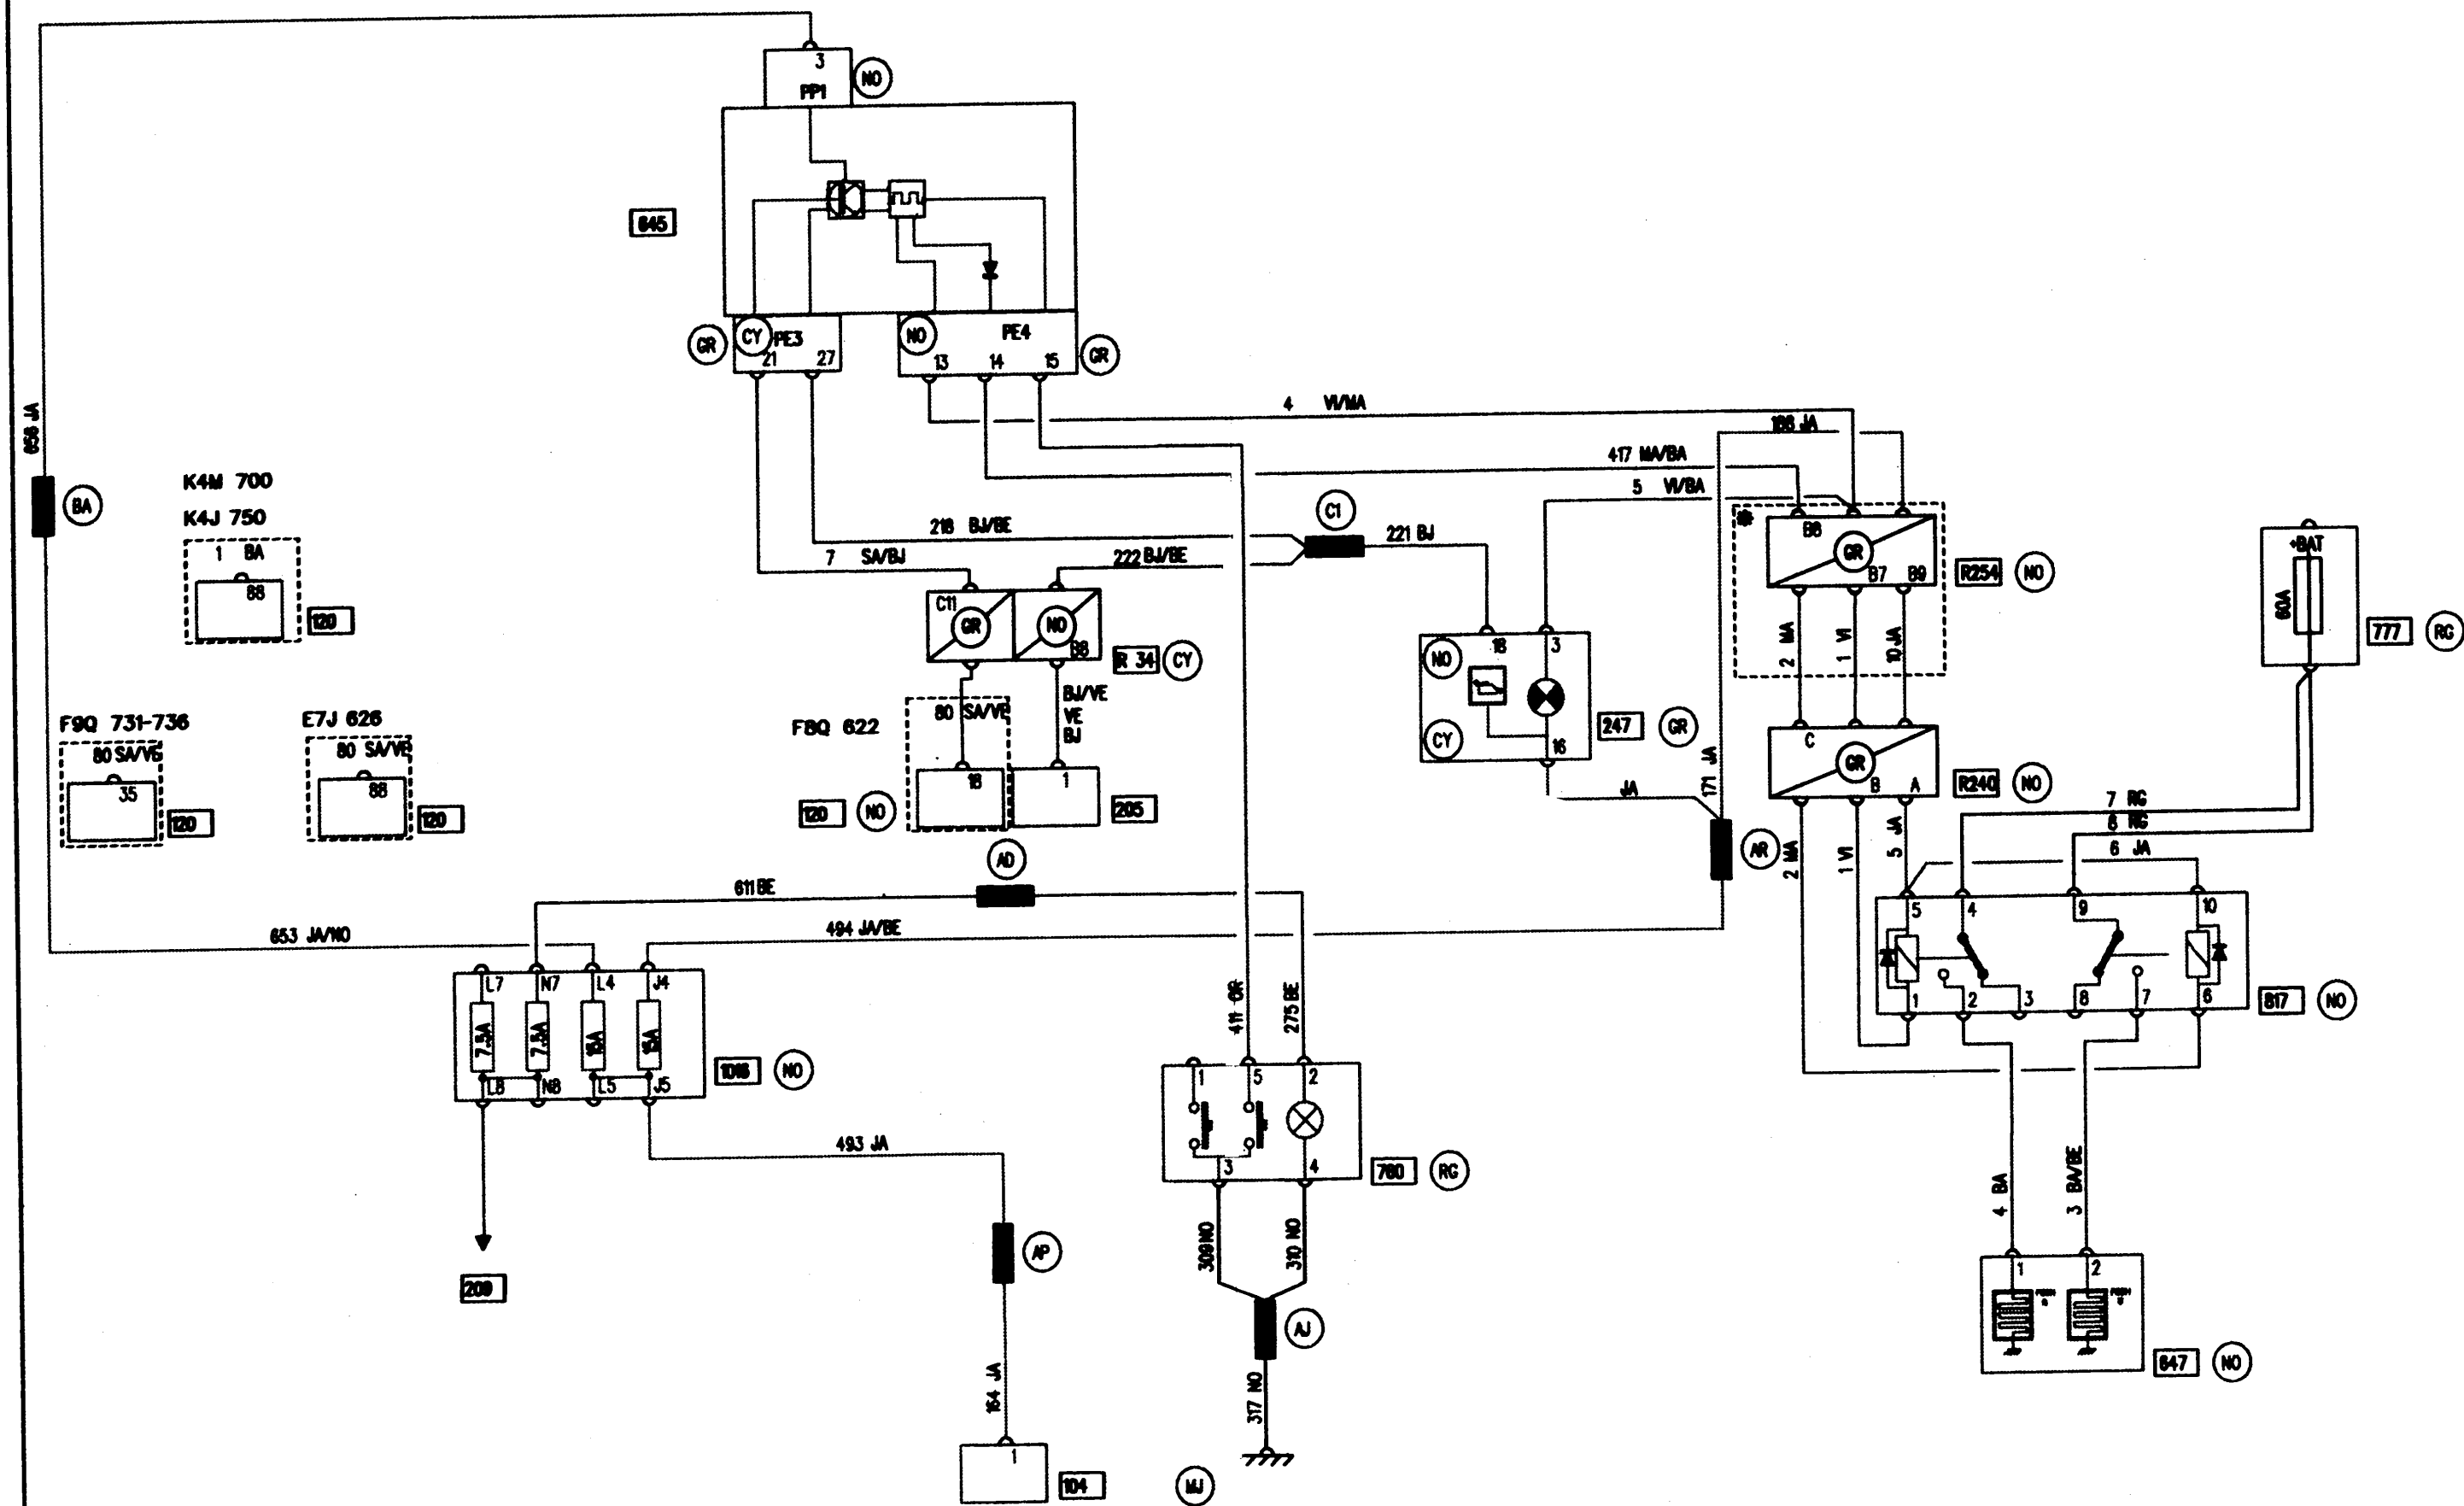 3
PP1
NO
645
GR
CY
PE3
21
27
NO
PE4
13
14
15
GR
4 VI/MA
656 JA
BA
K4M 700
K4J 750
1 BA
88
120
F9Q 731-736
80 SA/VE
35
120
E7J 626
80 SA/VE
88
120
218 BJ/BE
7 SA/BJ
222 BJ/BE
C1
221 BJ
417 MA/BA
5 VI/BA
JA
C11
GR
NO
B8
R 34
CY
F8Q 622
80 SA/VE
BJ/VE
VE
BJ
18
1
120
NO
205
NO
18
3
CY
16
247
GR
JA
171 JA
B8
GR
B7
B9
R254
NO
2 MA
1 VI
10 JA
C
GR
B
A
R240
NO
+BAT
60A
777
RG
7 RG
RG
6 JA
2 MA
1 VI
5 JA
AR
AD
611 BE
653 JA/NO
494 JA/BE
L7
N7
L4
J4
7.5A
7.5A
15A
15A
L8
N8
L5
J5
1016
NO
209
493 JA
AP
164 JA
1
104
411 OR
275 BE
1
5
2
3
4
760
RG
309 NO
310 NO
AJ
317 NO
MJ
5
4
9
10
1
2
3
8
7
6
817
NO
4 BA
3 BA/BE
1
2
647
NO